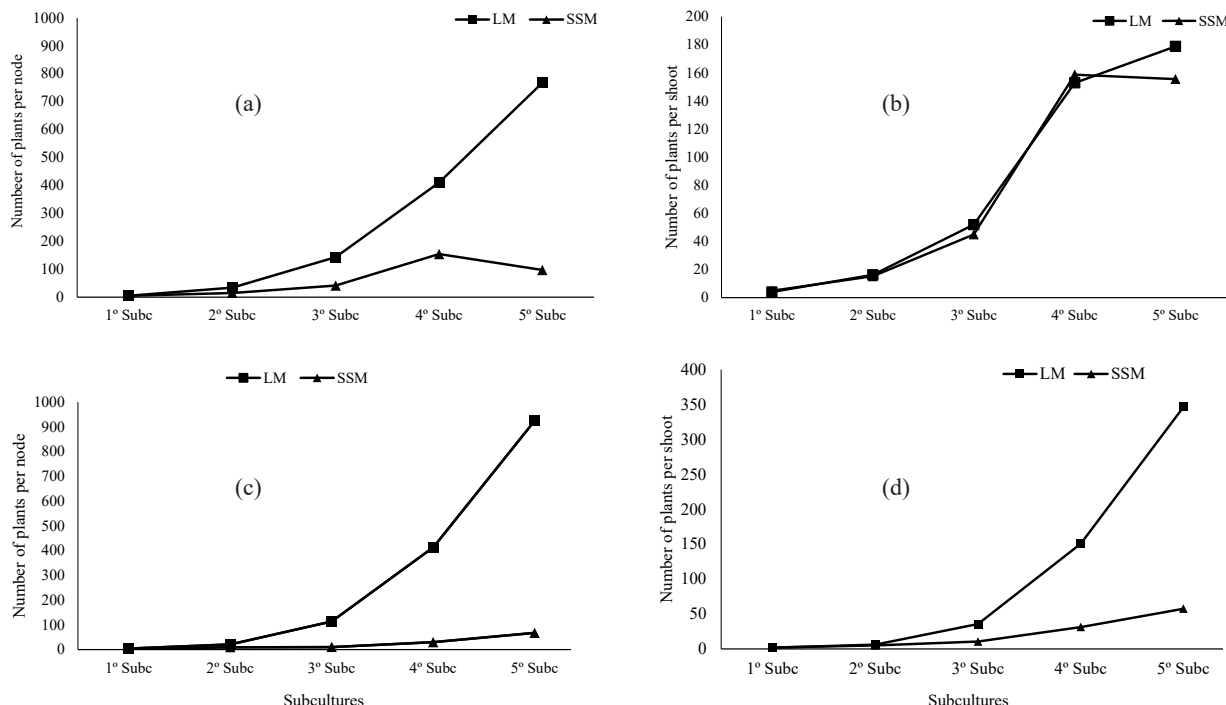 LM SSM
Numbeer of plants per node
1000
900
800
700
600
500
400
300
200
100
0
(a)
1º Subc 2º Subc 3º Subc 4º Subc 5º Subc
LM SSM
Number of plants per shoot
200
180
160
140
120
100
80
60
40
20
0
(b)
1º Subc 2º Subc 3º Subc 4º Subc 5º Subc
LM SSM
Number of plants per node
1000
900
800
700
600
500
400
300
200
100
0
(c)
1º Subc 2º Subc 3º Subc 4º Subc 5º Subc
Subcultures
LM SSM
Number of plants per shoot
400
350
300
250
200
150
100
50
0
(d)
1º Subc 2º Subc 3º Subc 4º Subc 5º Subc
Subcultures